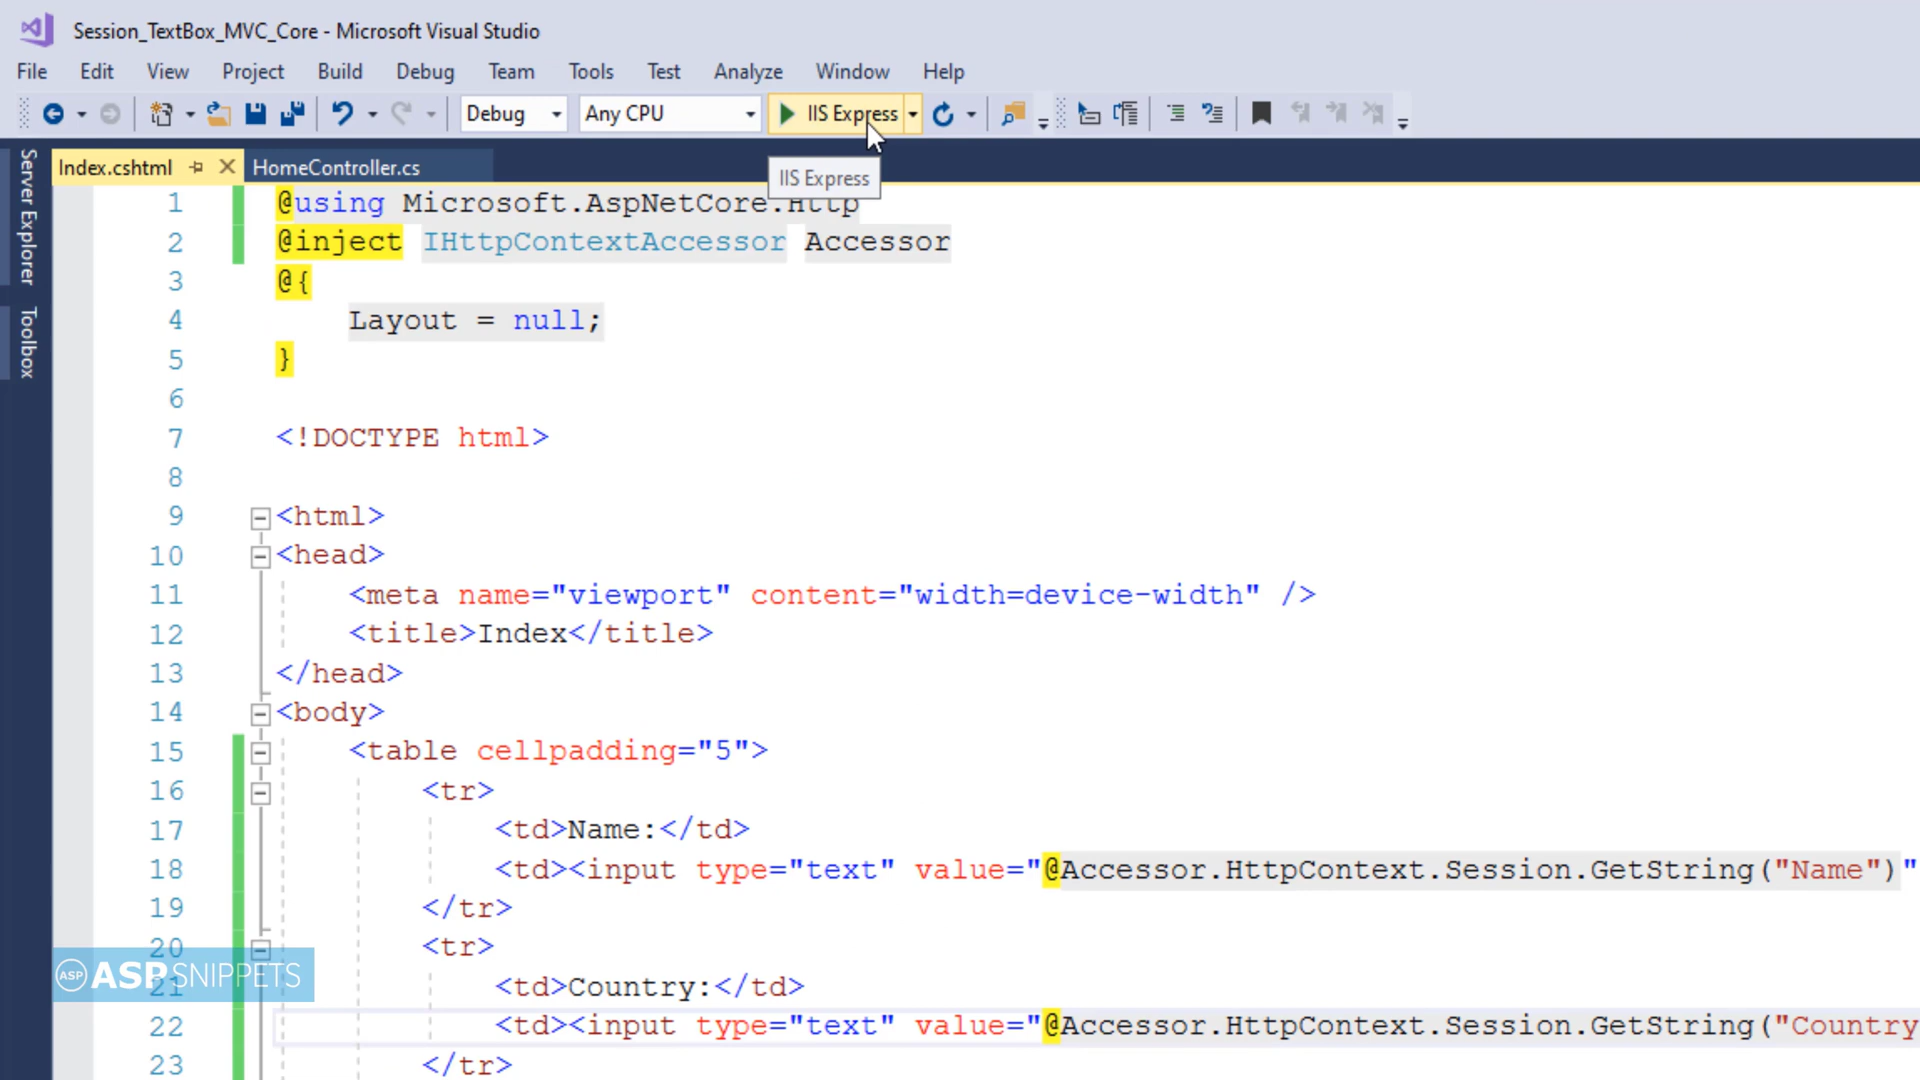 Session_TextBox_MVC_Core - Microsoft Visual Studio
File Edit View Project Build Debug Team Tools Test Analyze Window Help
Debug Any CPU IIS Express
Index.cshtml HomeController.cs
IIS Express
Server Explorer
Toolbox
1 @using Microsoft.AspNetCore.Http
2 @inject IHttpContextAccessor Accessor
3 @{
4 Layout = null;
5 }
6
7 <!DOCTYPE html>
8
9 <html>
10 <head>
11 <meta name="viewport" content="width=device-width" />
12 <title>Index</title>
13 </head>
14 <body>
15 <table cellpadding="5">
16 <tr>
17 <td>Name:</td>
18 <td><input type="text" value="@Accessor.HttpContext.Session.GetString("Name")"
19 </tr>
20 <tr>
21 <td>Country:</td>
22 <td><input type="text" value="@Accessor.HttpContext.Session.GetString("Country
23 </tr>
ASP ASPSNIPPETS